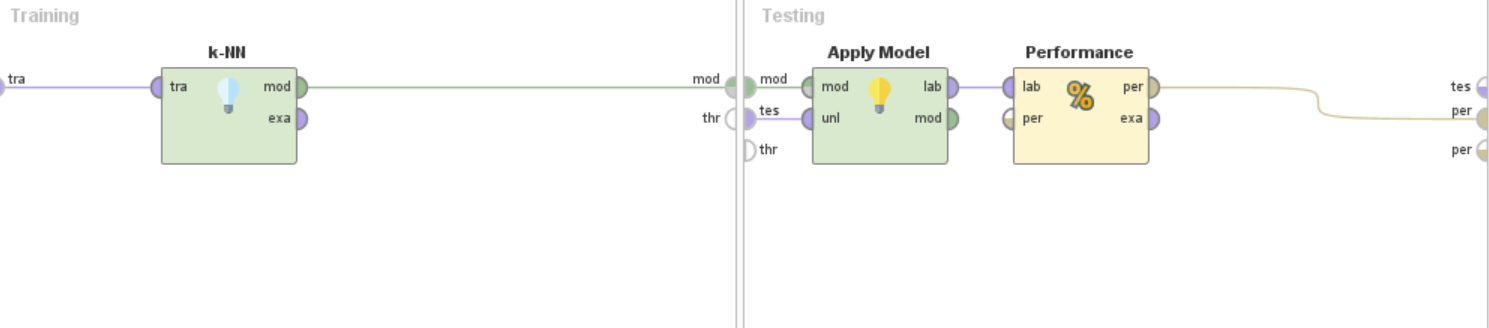 Training
k-NN
tra
tra
mod
exa
mod
thr
Testing
Apply Model
Performance
mod
tes
thr
mod
lab
unl
mod
lab
per
per
exa
tes
per
per